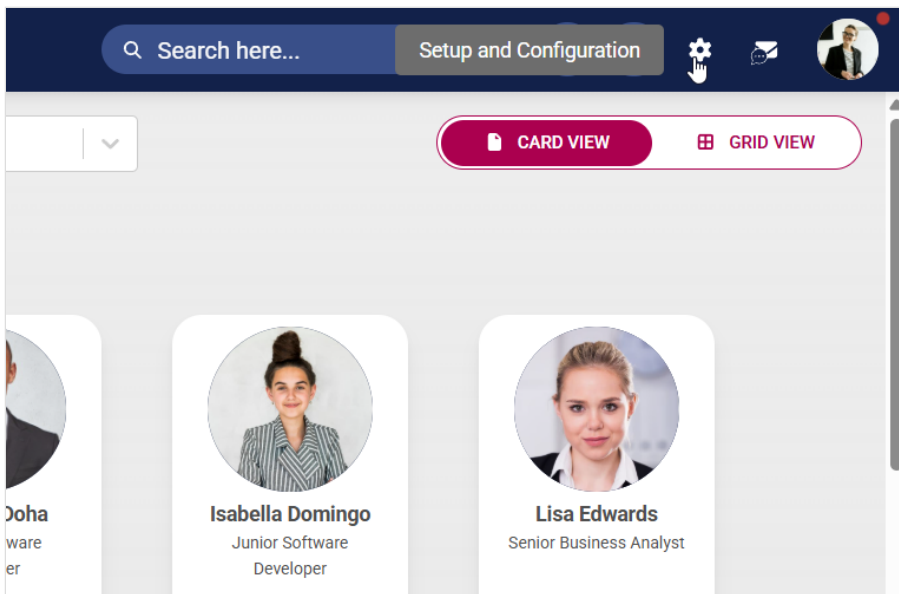 Search here...
Setup and Configuration
CARD VIEW
GRID VIEW
Doha
Isabella Domingo
Lisa Edwards
ware
Junior Software
Senior Business Analyst
er
Developer